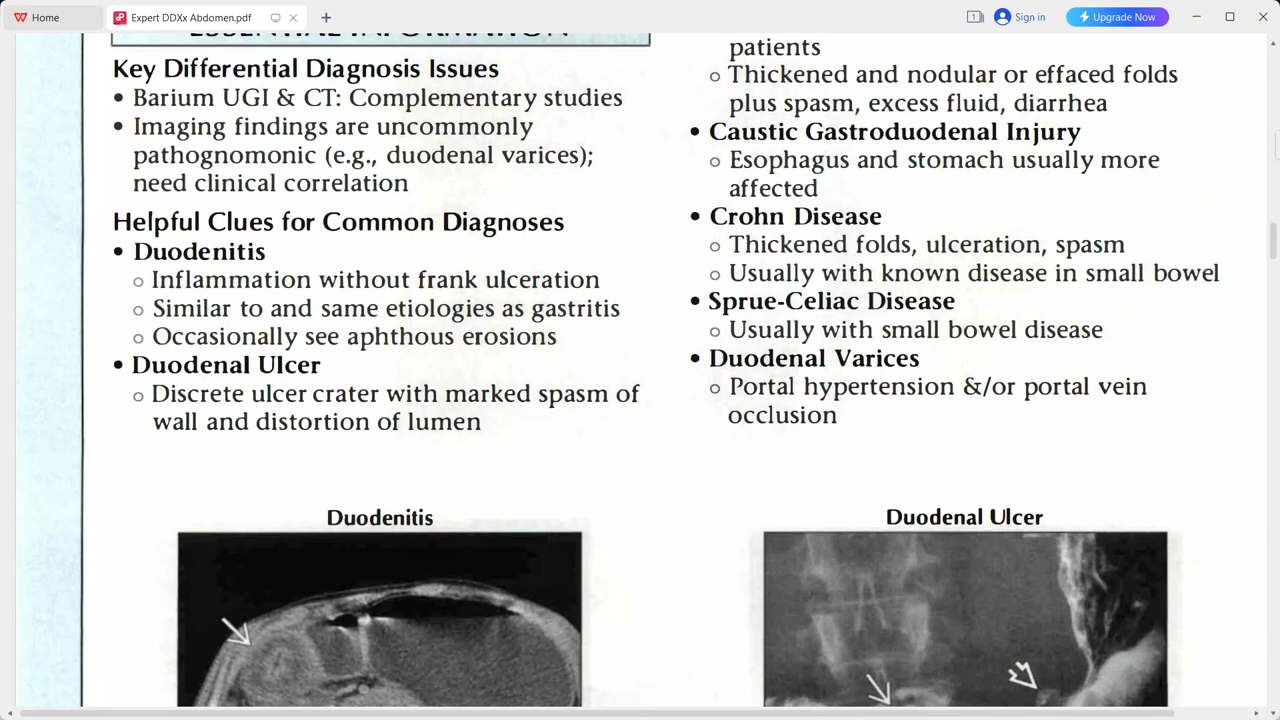 Home
Expert DDXx Abdomen.pdf
1
Sign in
Upgrade Now
ESSENTIAL INFORMATION
Key Differential Diagnosis Issues
• Barium UGI & CT: Complementary studies
• Imaging findings are uncommonly
pathognomonic (e.g., duodenal varices);
need clinical correlation
Helpful Clues for Common Diagnoses
• Duodenitis
○ Inflammation without frank ulceration
○ Similar to and same etiologies as gastritis
○ Occasionally see aphthous erosions
• Duodenal Ulcer
○ Discrete ulcer crater with marked spasm of
wall and distortion of lumen
patients
○ Thickened and nodular or effaced folds
plus spasm, excess fluid, diarrhea
• Caustic Gastroduodenal Injury
○ Esophagus and stomach usually more
affected
• Crohn Disease
○ Thickened folds, ulceration, spasm
○ Usually with known disease in small bowel
• Sprue-Celiac Disease
○ Usually with small bowel disease
• Duodenal Varices
○ Portal hypertension &/or portal vein
occlusion
Duodenitis
Duodenal Ulcer